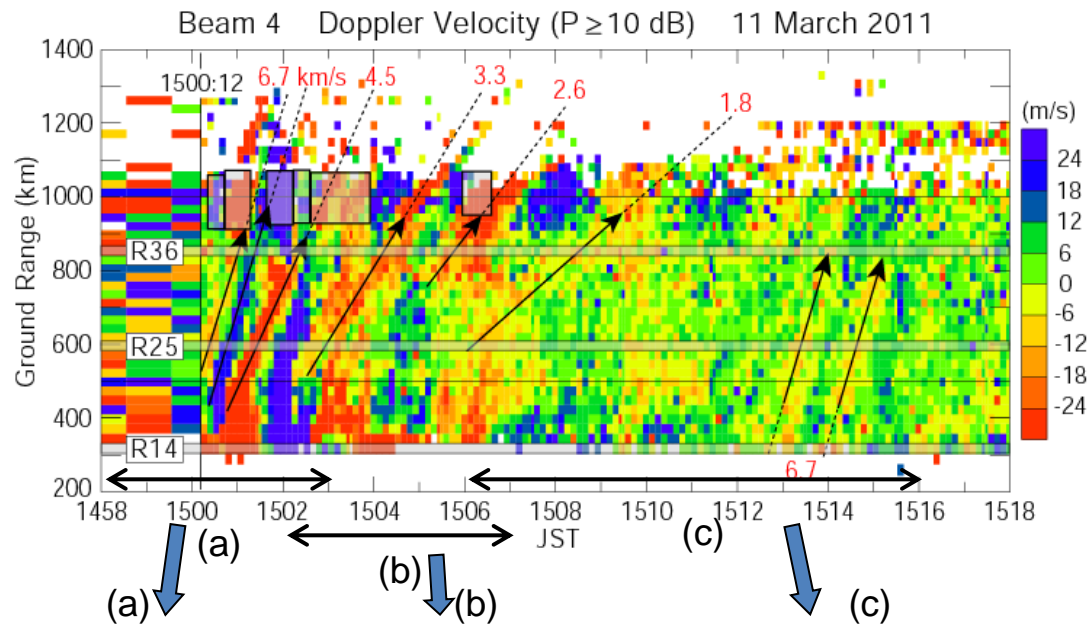 Beam 4 Doppler Velocity (P ≥ 10 dB) 11 March 2011
1400
1200
1000
800
600
400
200
Ground Range (km)
1500:12
6.7 km/s
4.5
3.3
2.6
1.8
6.7
R36
R25
R14
(m/s)
24
18
12
6
0
-6
-12
-18
-24
1458 1500 1502 1504 1506 1508 1510 1512 1514 1516 1518
JST
(a)
(b)
(c)
(a)
(b)
(c)